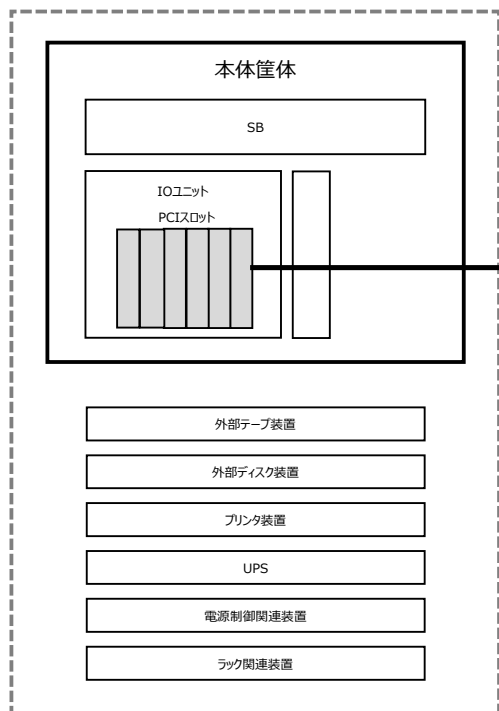 本体筐体
SB
IOユニット
PCIスロット
外部テープ装置
外部ディスク装置
プリンタ装置
UPS
電源制御関連装置
ラック関連装置